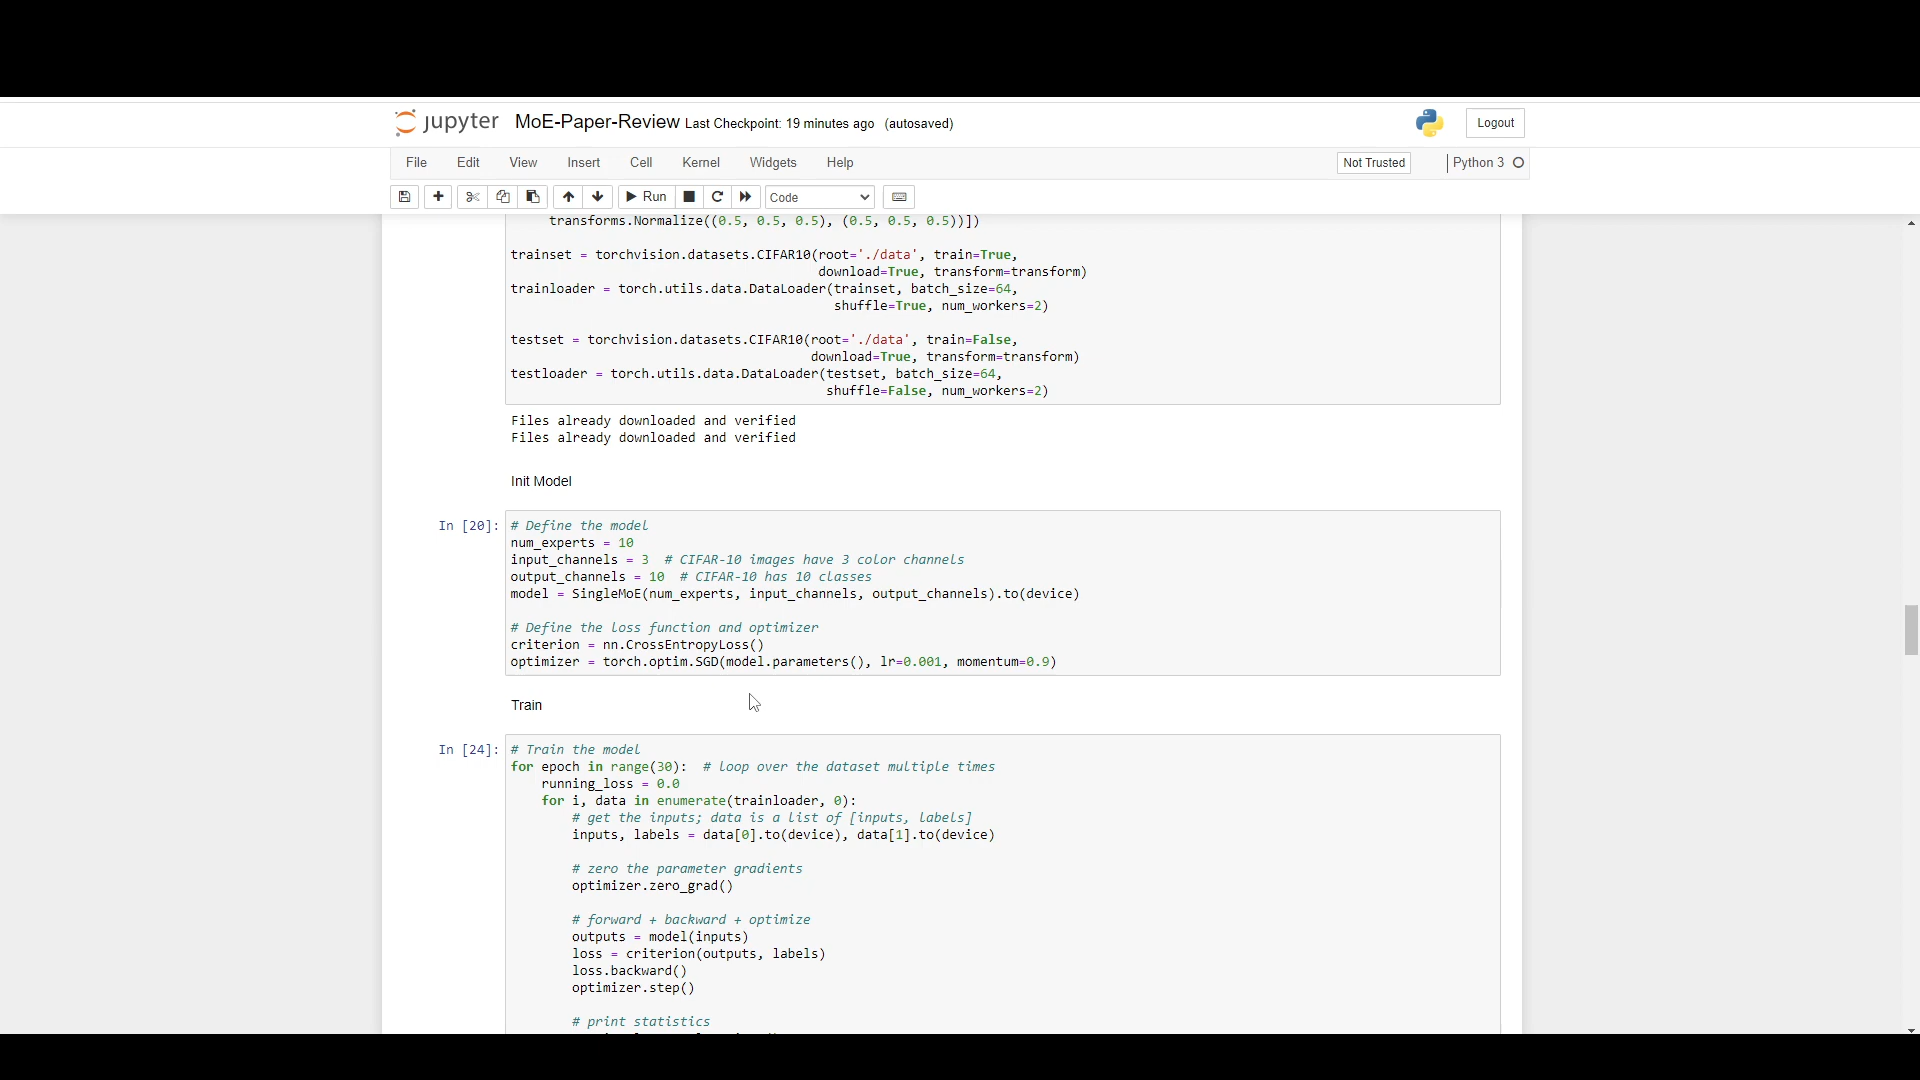 jupyter MoE-Paper-Review Last Checkpoint: 19 minutes ago (autosaved) Logout
File Edit View Insert Cell Kernel Widgets Help Not Trusted Python 3
Run Code
transforms.Normalize((0.5, 0.5, 0.5), (0.5, 0.5, 0.5))])
trainset = torchvision.datasets.CIFAR10(root='./data', train=True,
download=True, transform=transform)
trainloader = torch.utils.data.DataLoader(trainset, batch_size=64,
shuffle=True, num_workers=2)
testset = torchvision.datasets.CIFAR10(root='./data', train=False,
download=True, transform=transform)
testloader = torch.utils.data.DataLoader(testset, batch_size=64,
shuffle=False, num_workers=2)
Files already downloaded and verified
Files already downloaded and verified
Init Model
In [20]: # Define the model
num_experts = 10
input_channels = 3 # CIFAR-10 images have 3 color channels
output_channels = 10 # CIFAR-10 has 10 classes
model = SingleMoE(num_experts, input_channels, output_channels).to(device)
# Define the loss function and optimizer
criterion = nn.CrossEntropyLoss()
optimizer = torch.optim.SGD(model.parameters(), lr=0.001, momentum=0.9)
Train
In [24]: # Train the model
for epoch in range(30): # loop over the dataset multiple times
running_loss = 0.0
for i, data in enumerate(trainloader, 0):
# get the inputs; data is a list of [inputs, labels]
inputs, labels = data[0].to(device), data[1].to(device)
# zero the parameter gradients
optimizer.zero_grad()
# forward + backward + optimize
outputs = model(inputs)
loss = criterion(outputs, labels)
loss.backward()
optimizer.step()
# print statistics